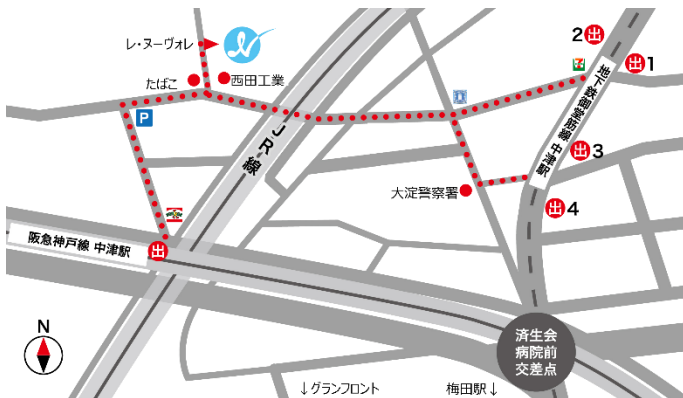 2出
レ・ヌーヴォレ
出1
たばこ
西田工業
地下鉄御堂筋線 中津駅
P
JR線
出3
大淀警察署
出4
阪急神戸線 中津駅
出
N
済生会
病院前
交差点
↓グランフロント
梅田駅↓